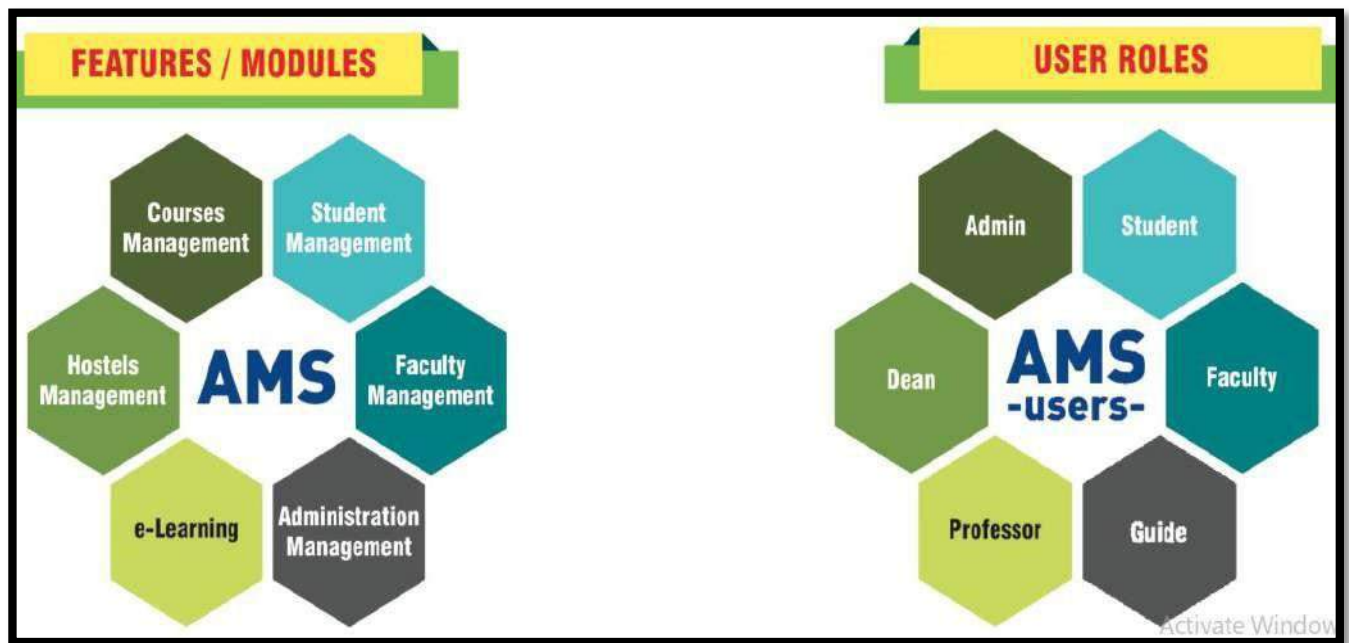 FEATURES / MODULES
Courses
Management
Student
Management
Hostels
Management
AMS
Faculty
Management
e-Learning
Administration
Management
USER ROLES
Admin
Student
Dean
AMS
-users-
Faculty
Professor
Guide
Activate Window